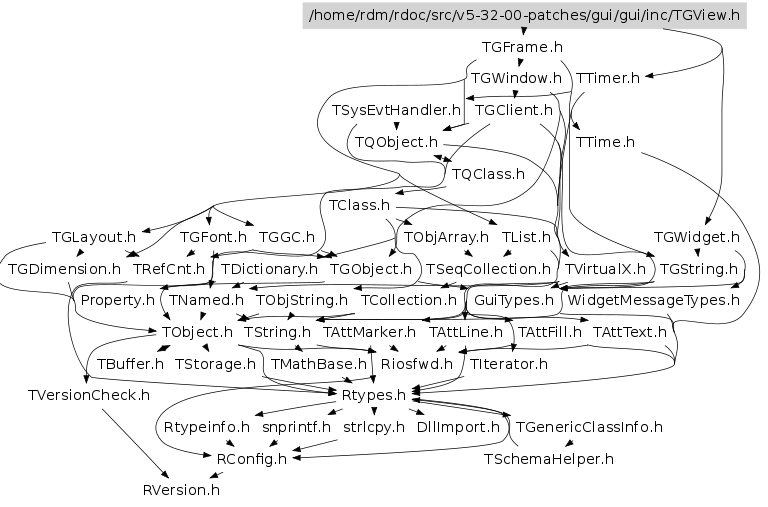 /home/rdm/rdoc/src/v5-32-00-patches/gui/gui/inc/TGView.h
TGFrame.h
TGWindow.h TTimer.h
TSysEvtHandler.h TGClient.h
TQObject.h TTime.h
TQClass.h
TClass.h
TGLayout.h TGFont.h TGGC.h TObjArray.h TList.h TGWidget.h
TGDimension.h TRefCnt.h TDictionary.h TGObject.h TSeqCollection.h TVirtualX.h TGString.h
Property.h TNamed.h TObjString.h TCollection.h GuiTypes.h WidgetMessageTypes.h
TObject.h TString.h TAttMarker.h TAttLine.h TAttFill.h TAttText.h
TBuffer.h TStorage.h TMathBase.h Riosfwd.h TIterator.h
TVersionCheck.h Rtypes.h
Rtypeinfo.h snprintf.h strlcpy.h DllImport.h TGenericClassInfo.h
RConfig.h TSchemaHelper.h
RVersion.h